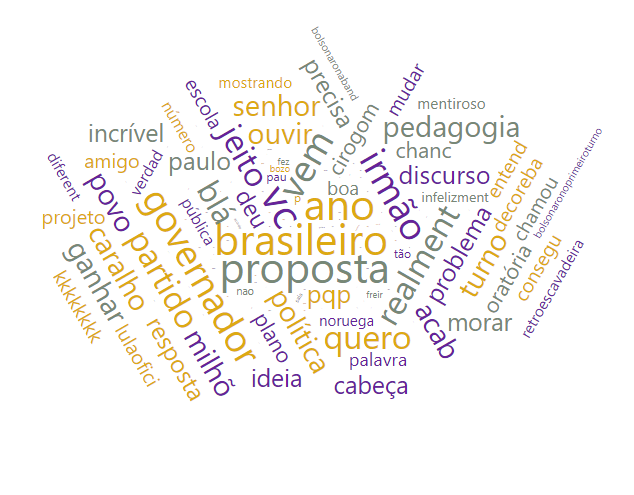 bolsonaronaband
precisa
mudar
mostrando
escola
senhor
mentiroso
número
incrível
jeito
ouvir
vem
cirogom
pedagogia
amigo
verdad
paulo
fez
bozo
pau
chanc
diferent
povo
blá
deu
vc
boa
irmão
discurso
entend
decoreba
infelizment
projeto
pública
governador
p
ano
chamou
bolsonaronoprimeiroturno
caralho
partido
brasileiro
tão
realment
problema
turno
oratória
consegu
ganhar
proposta
retroescavadeira
kkkkkkkk
nao
política
pqp
freir
acab
morar
lulaofici
resposta
milhõ
plano
noruega
quero
ideia
palavra
cabeça